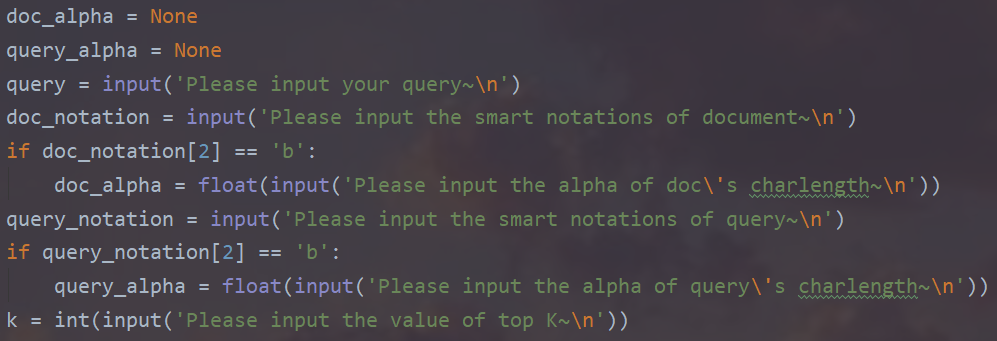 doc_alpha = None
query_alpha = None
query = input('Please input your query~\n')
doc_notation = input('Please input the smart notations of document~\n')
if doc_notation[2] == 'b':
    doc_alpha = float(input('Please input the alpha of doc\'s charlength~\n'))
query_notation = input('Please input the smart notations of query~\n')
if query_notation[2] == 'b':
    query_alpha = float(input('Please input the alpha of query\'s charlength~\n'))
k = int(input('Please input the value of top K~\n'))